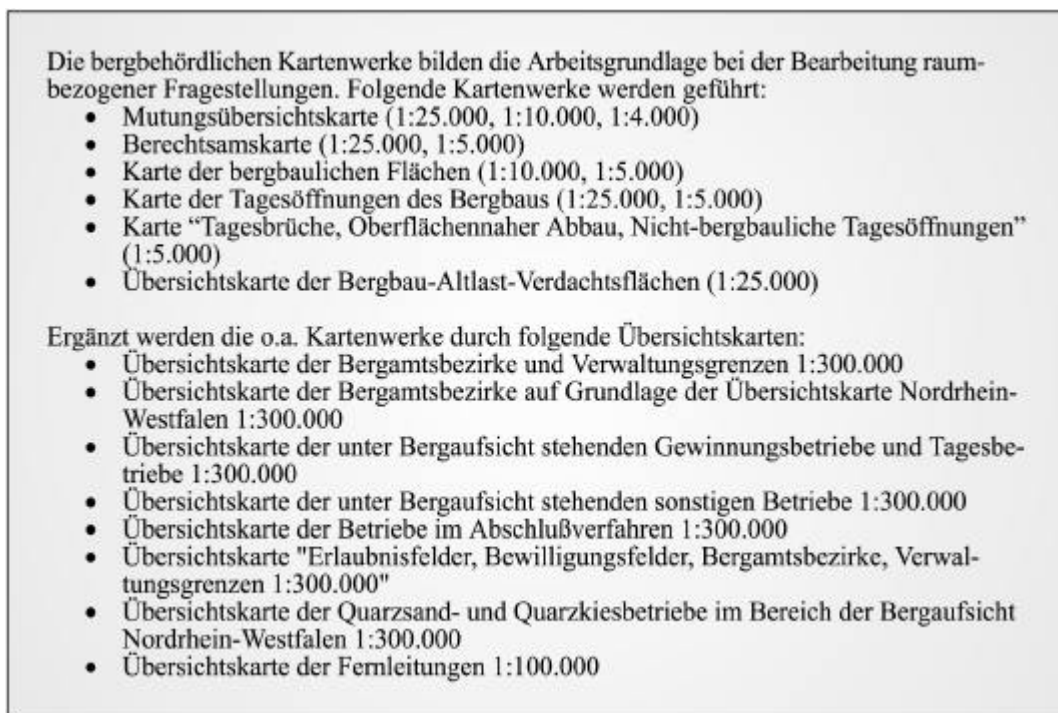 Die bergbehördlichen Kartenwerke bilden die Arbeitsgrundlage bei der Bearbeitung raum-
bezogener Fragestellungen. Folgende Kartenwerke werden geführt:
• Mutungsübersichtskarte (1:25.000, 1:10.000, 1:4.000)
• Berechtsamskarte (1:25.000, 1:5.000)
• Karte der bergbaulichen Flächen (1:10.000, 1:5.000)
• Karte der Tagesöffnungen des Bergbaus (1:25.000, 1:5.000)
• Karte “Tagesbrüche, Oberflächennaher Abbau, Nicht-bergbauliche Tagesöffnungen”
(1:5.000)
• Übersichtskarte der Bergbau-Altlast-Verdachtsflächen (1:25.000)
Ergänzt werden die o.a. Kartenwerke durch folgende Übersichtskarten:
• Übersichtskarte der Bergamtsbezirke und Verwaltungsgrenzen 1:300.000
• Übersichtskarte der Bergamtsbezirke auf Grundlage der Übersichtskarte Nordrhein-
Westfalen 1:300.000
• Übersichtskarte der unter Bergaufsicht stehenden Gewinnungsbetriebe und Tagesbe-
triebe 1:300.000
• Übersichtskarte der unter Bergaufsicht stehenden sonstigen Betriebe 1:300.000
• Übersichtskarte der Betriebe im Abschlußverfahren 1:300.000
• Übersichtskarte "Erlaubnisfelder, Bewilligungsfelder, Bergamtsbezirke, Verwal-
tungsgrenzen 1:300.000"
• Übersichtskarte der Quarzsand- und Quarzkiesbetriebe im Bereich der Bergaufsicht
Nordrhein-Westfalen 1:300.000
• Übersichtskarte der Fernleitungen 1:100.000